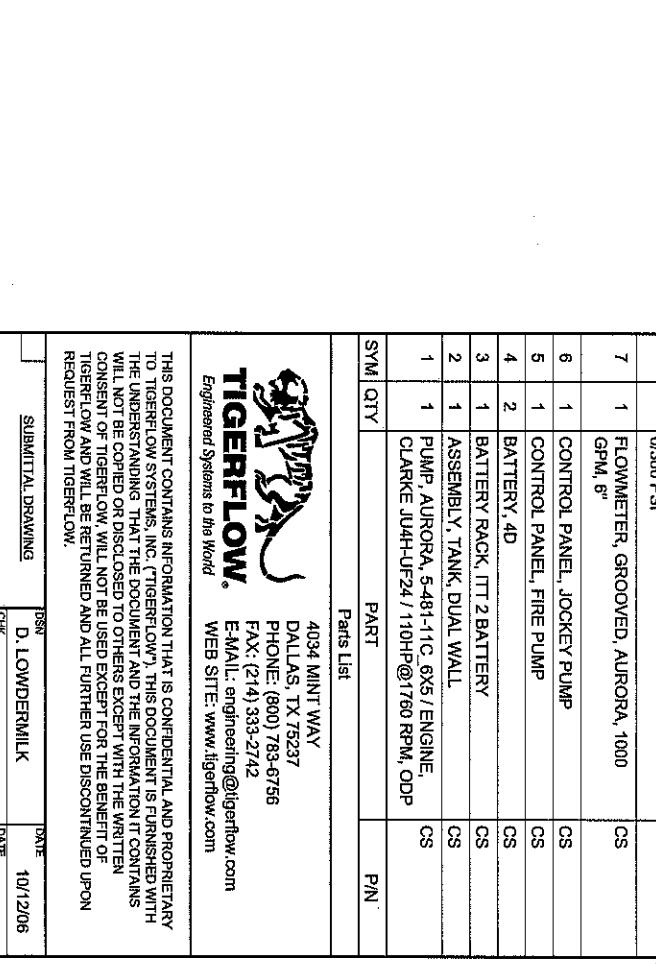 0/300 PSI
7 1 FLOWMETER, GROOVED, AURORA, 1000 CS
GPM, 6"
6 1 CONTROL PANEL, JOCKEY PUMP CS
5 1 CONTROL PANEL, FIRE PUMP CS
4 2 BATTERY, 4D CS
3 1 BATTERY RACK, ITT 2 BATTERY CS
2 1 ASSEMBLY, TANK, DUAL WALL CS
1 1 PUMP, AURORA, 5-481-11C_6X5 / ENGINE, CS
CLARKE JU4H-UF24 / 110HP@1760 RPM, ODP
SYM QTY PART P/N
Parts List
TIGERFLOW®
Engineered Systems to the World
4034 MINT WAY
DALLAS, TX 75237
PHONE: (800) 783-6756
FAX: (214) 333-2742
E-MAIL: engineering@tigerflow.com
WEB SITE: www.tigerflow.com
THIS DOCUMENT CONTAINS INFORMATION THAT IS CONFIDENTIAL AND PROPRIETARY
TO TIGERFLOW SYSTEMS, INC. ("TIGERFLOW"). THIS DOCUMENT IS FURNISHED WITH
THE UNDERSTANDING THAT THE DOCUMENT AND THE INFORMATION IT CONTAINS
WILL NOT BE COPIED OR DISCLOSED TO OTHERS EXCEPT WITH THE WRITTEN
CONSENT OF TIGERFLOW, WILL NOT BE USED EXCEPT FOR THE BENEFIT OF
TIGERFLOW AND WILL BE RETURNED AND ALL FURTHER USE DISCONTINUED UPON
REQUEST FROM TIGERFLOW.
SUBMITTAL DRAWING
DSN D. LOWDERMILK DATE 10/12/06
CHK DATE